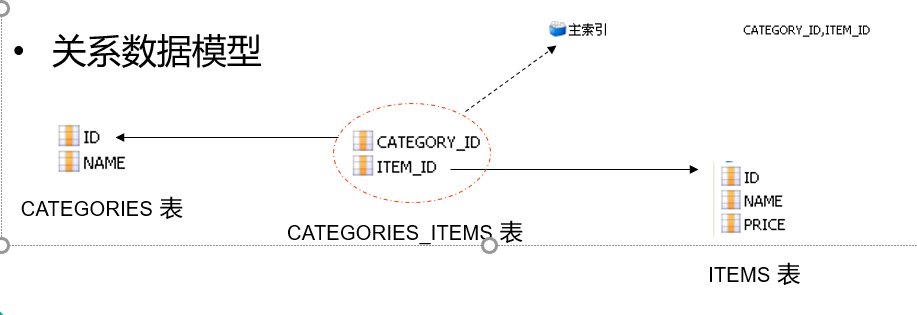 • 关系数据模型
主索引
CATEGORY_ID,ITEM_ID
ID
NAME
CATEGORIES 表
CATEGORY_ID
ITEM_ID
CATEGORIES_ITEMS 表
ID
NAME
PRICE
ITEMS 表